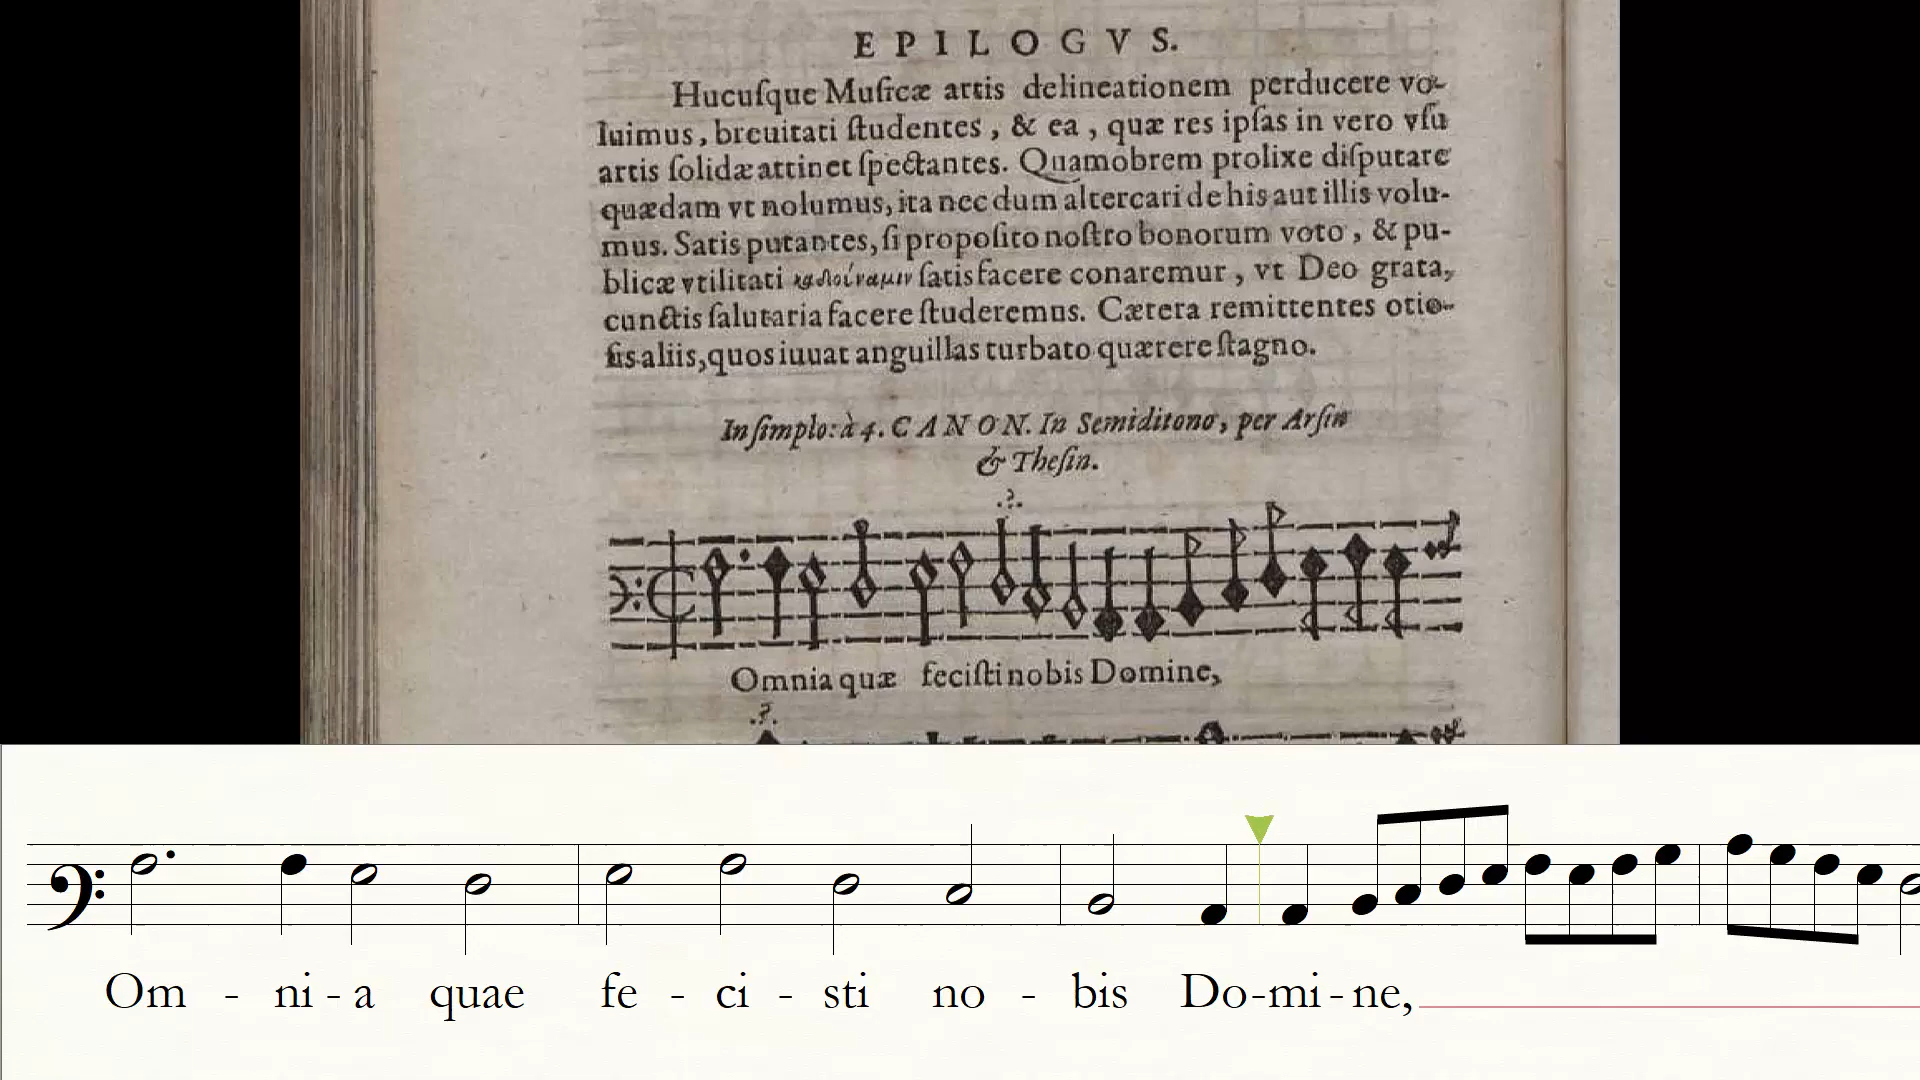 EPILOGVS.
Hucuſque Muſicæ artis delineationem perducere vo-
luimus, breuitati ſtudentes, & ea, quæ res ipſas in vero vſu
artis ſolidæ attinet ſpectantes. Quamobrem prolixe diſputare
quædam vt nolumus, ita nec dum altercari de his aut illis volu-
mus. Satis putantes, ſi propoſito noſtro bonorum voto, & pu-
blicæ vtilitati ſatisfacere conaremur, vt Deo grata,
cunctis ſalutaria facere ſtuderemus. Cætera remittentes otio-
ſis aliis, quos iuuat anguillas turbato quærere ſtagno.
In ſimplo: à 4. CANON. In Semiditono, per Arſin
& Theſin.
.?.
Omnia quæ feciſti nobis Domine,
.?.
Om - ni - a quae fe - ci - sti no - bis Do-mi-ne,